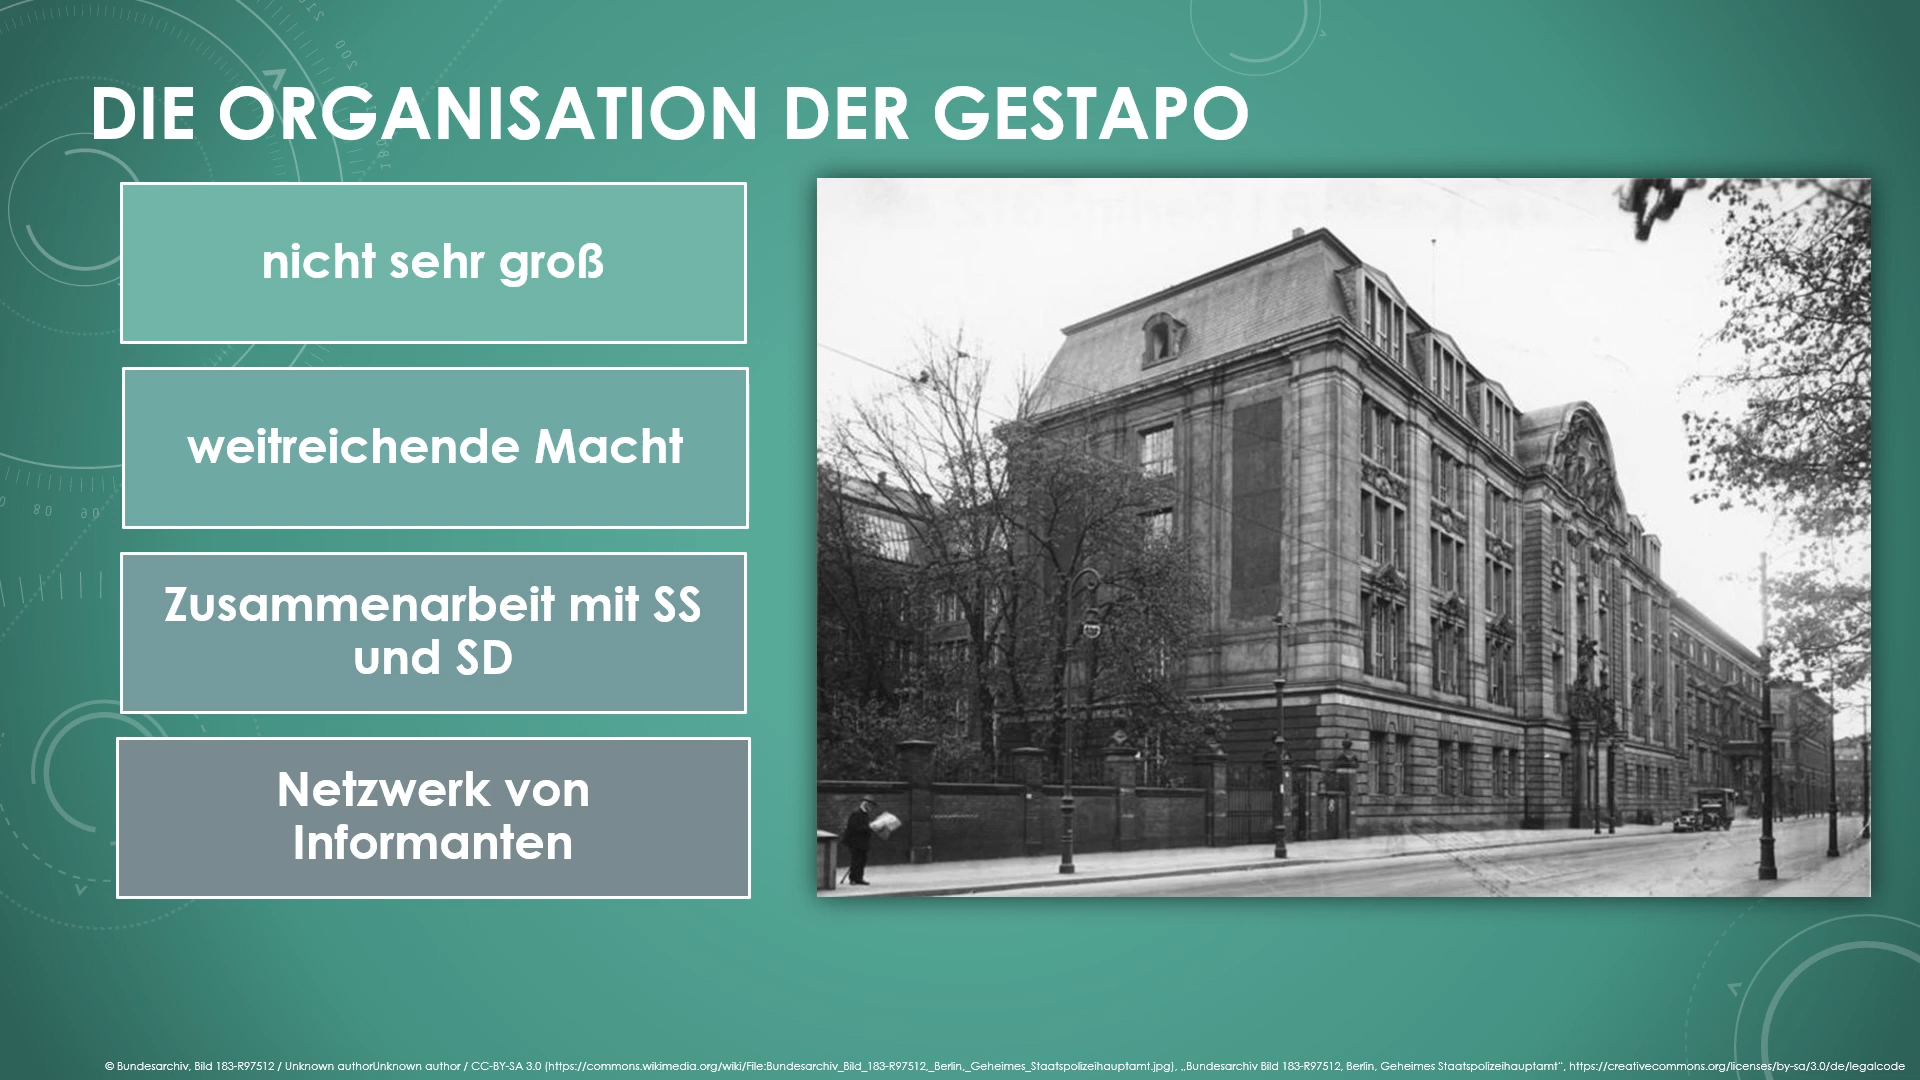 DIE ORGANISATION DER GESTAPO
nicht sehr groß
weitreichende Macht
Zusammenarbeit mit SS
und SD
Netzwerk von
Informanten
© Bundesarchiv, Bild 183-R97512 / Unknown authorUnknown author / CC-BY-SA 3.0 (https://commons.wikimedia.org/wiki/File:Bundesarchiv_Bild_183-R97512,_Berlin,_Geheimes_Staatspolizeihauptamt.jpg), „Bundesarchiv Bild 183-R97512, Berlin, Geheimes Staatspolizeihauptamt“, https://creativecommons.org/licenses/by-sa/3.0/de/legalcode